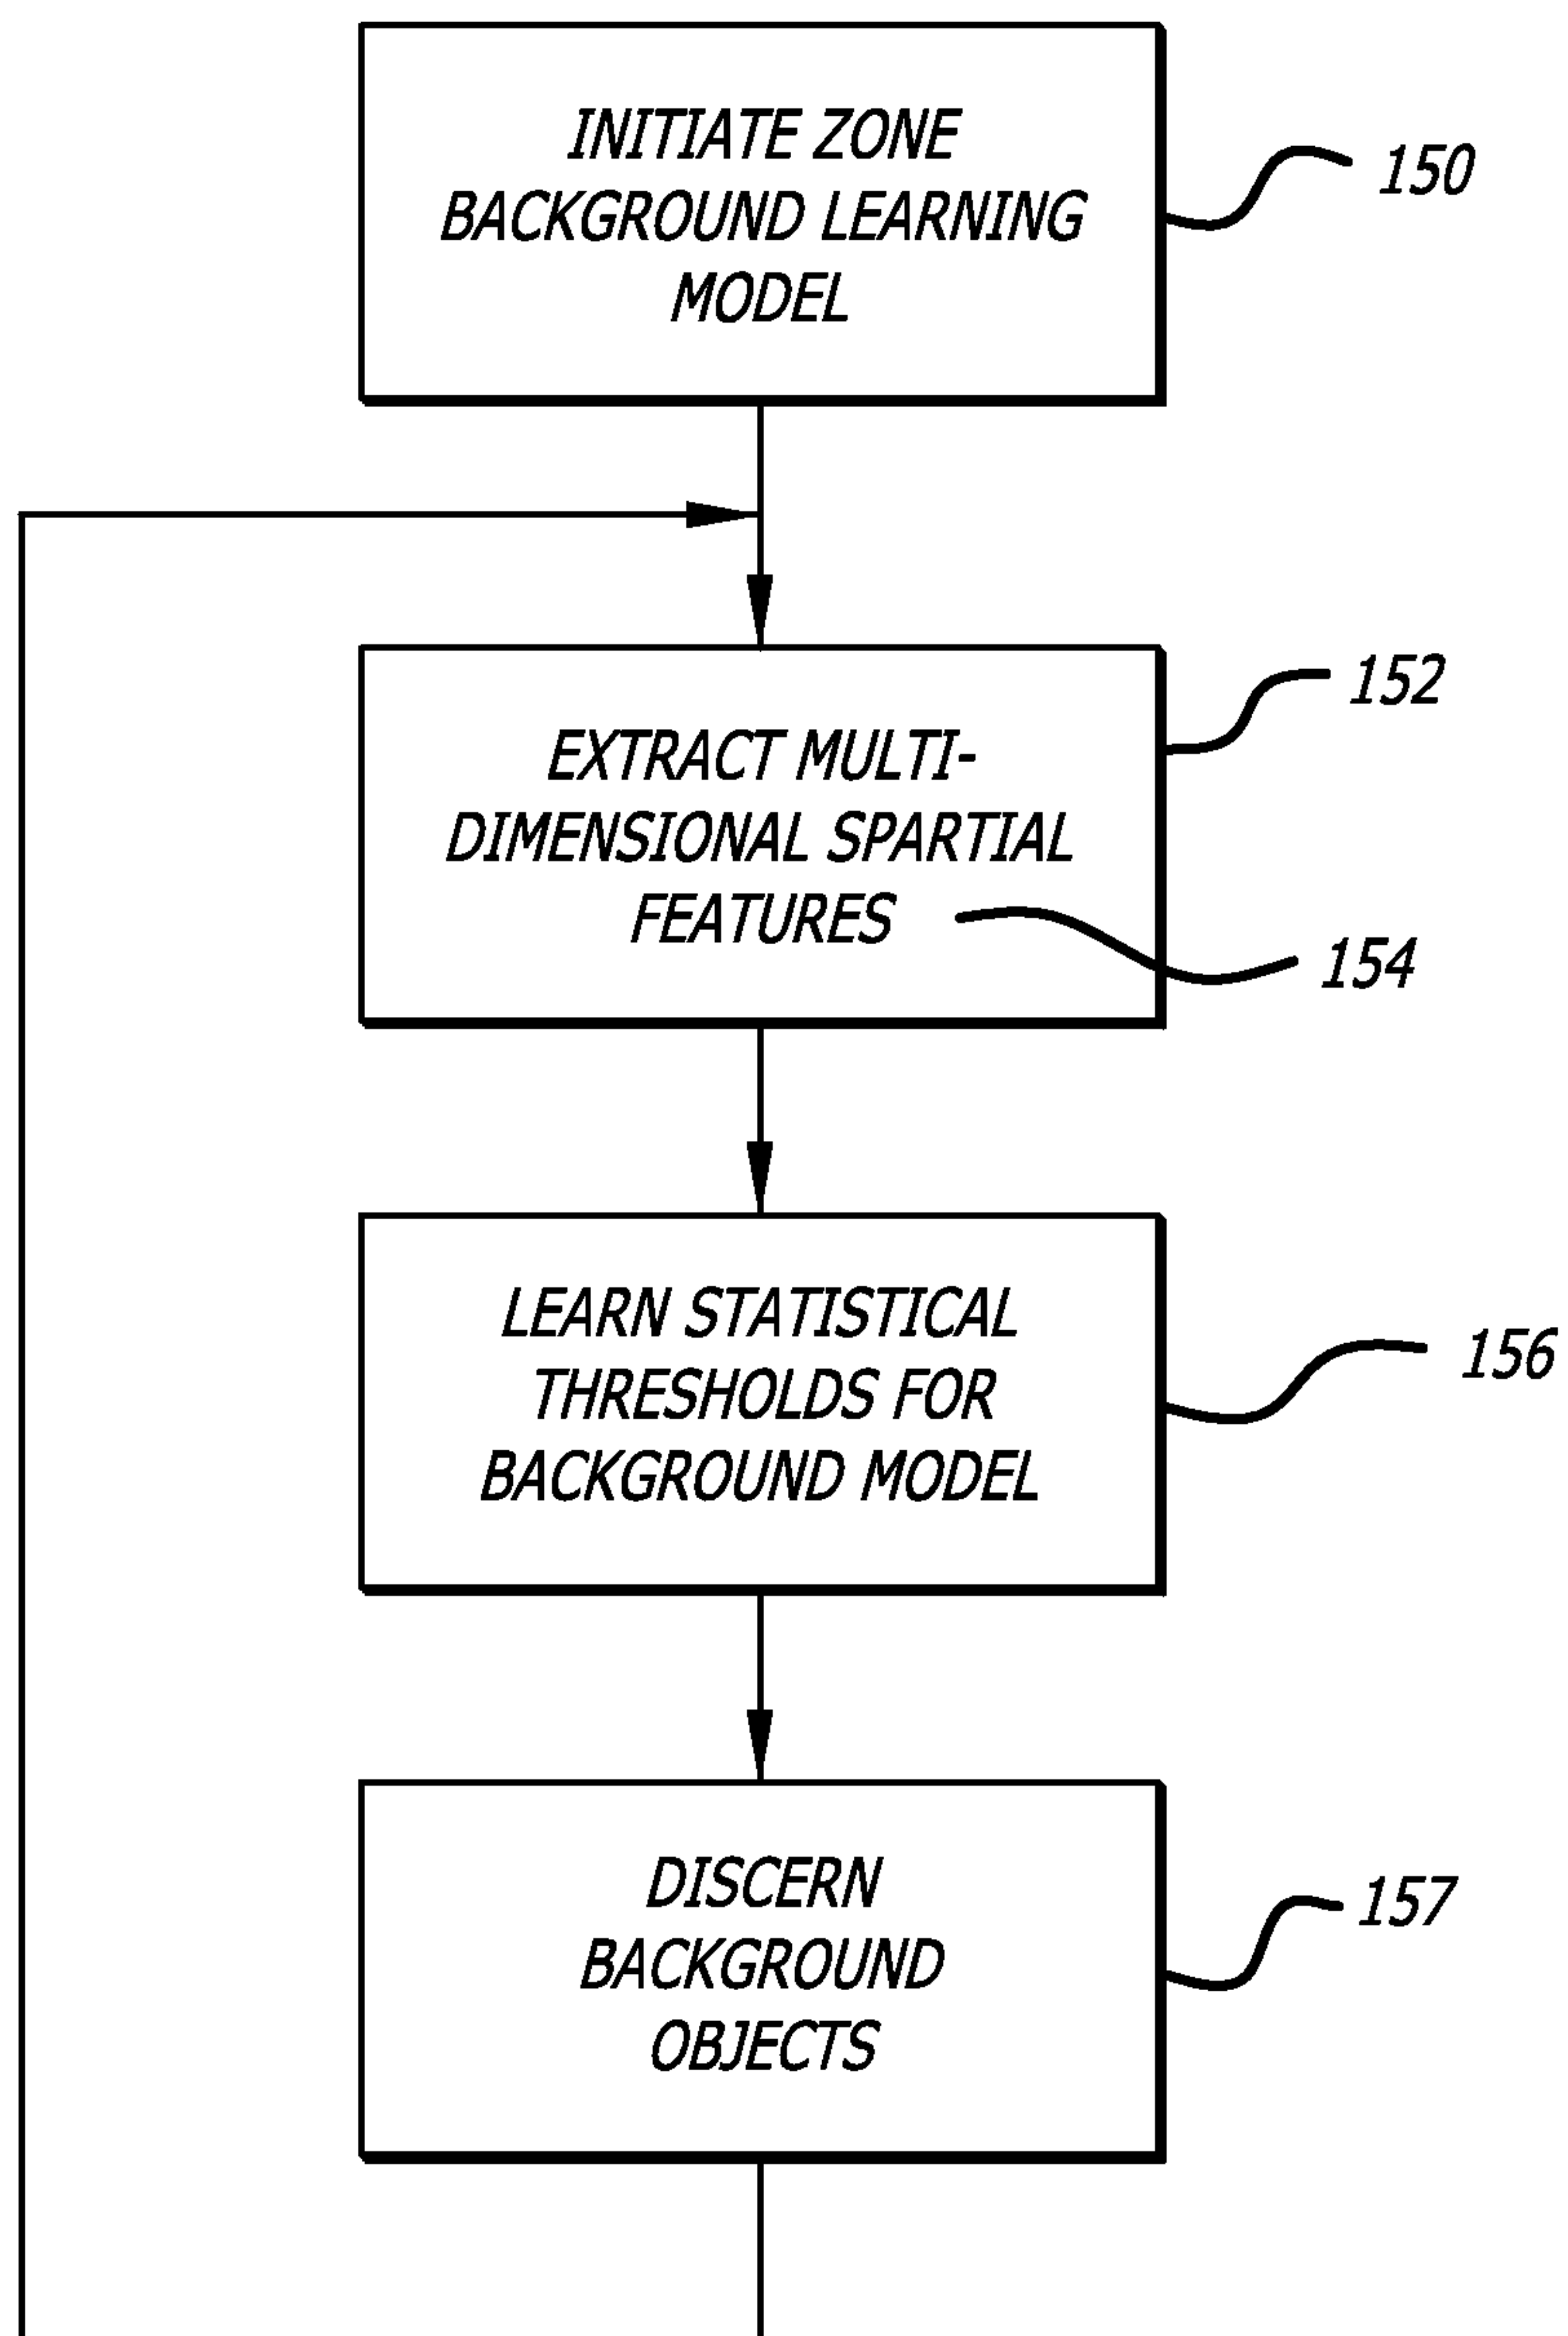 INITIATE ZONE
BACKGROUND LEARNING
MODEL
150
EXTRACT MULTI-
DIMENSIONAL SPARTIAL
FEATURES
152
154
LEARN STATISTICAL
THRESHOLDS FOR
BACKGROUND MODEL
156
DISCERN
BACKGROUND
OBJECTS
157